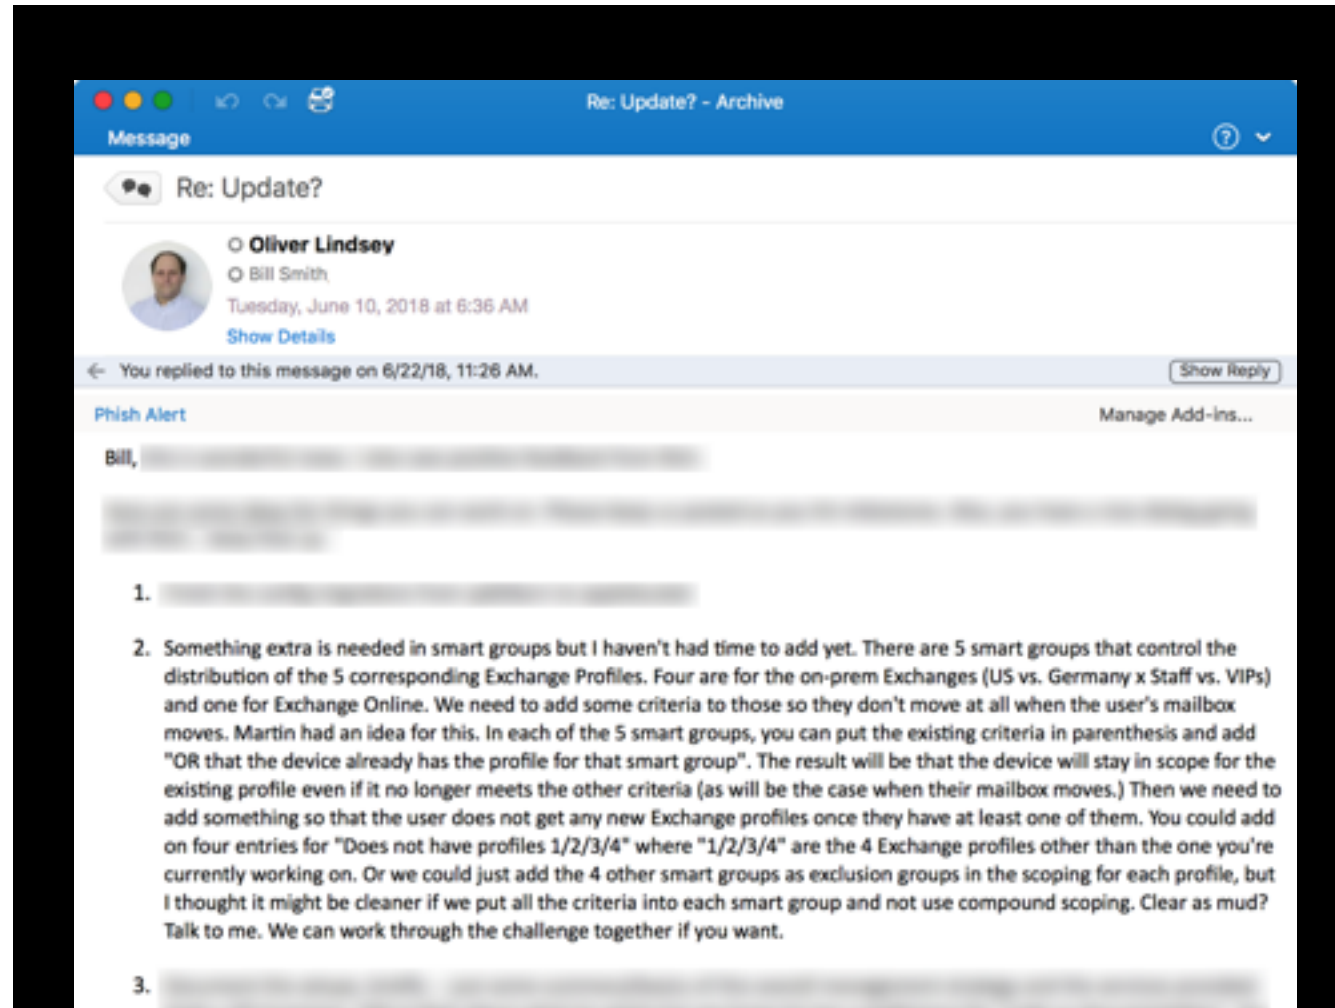 Re: Update? - Archive
Message
Re: Update?
Oliver Lindsey
Bill Smith
Tuesday, June 10, 2018 at 6:36 AM
Show Details
You replied to this message on 6/22/18, 11:26 AM.
Show Reply
Phish Alert
Manage Add-ins...
Bill,
1.
2. Something extra is needed in smart groups but I haven't had time to add yet. There are 5 smart groups that control the
distribution of the 5 corresponding Exchange Profiles. Four are for the on-prem Exchanges (US vs. Germany x Staff vs. VIPs)
and one for Exchange Online. We need to add some criteria to those so they don't move at all when the user's mailbox
moves. Martin had an idea for this. In each of the 5 smart groups, you can put the existing criteria in parenthesis and add
"OR that the device already has the profile for that smart group". The result will be that the device will stay in scope for the
existing profile even if it no longer meets the other criteria (as will be the case when their mailbox moves.) Then we need to
add something so that the user does not get any new Exchange profiles once they have at least one of them. You could add
on four entries for "Does not have profiles 1/2/3/4" where "1/2/3/4" are the 4 Exchange profiles other than the one you're
currently working on. Or we could just add the 4 other smart groups as exclusion groups in the scoping for each profile, but
I thought it might be cleaner if we put all the criteria into each smart group and not use compound scoping. Clear as mud?
Talk to me. We can work through the challenge together if you want.
3.